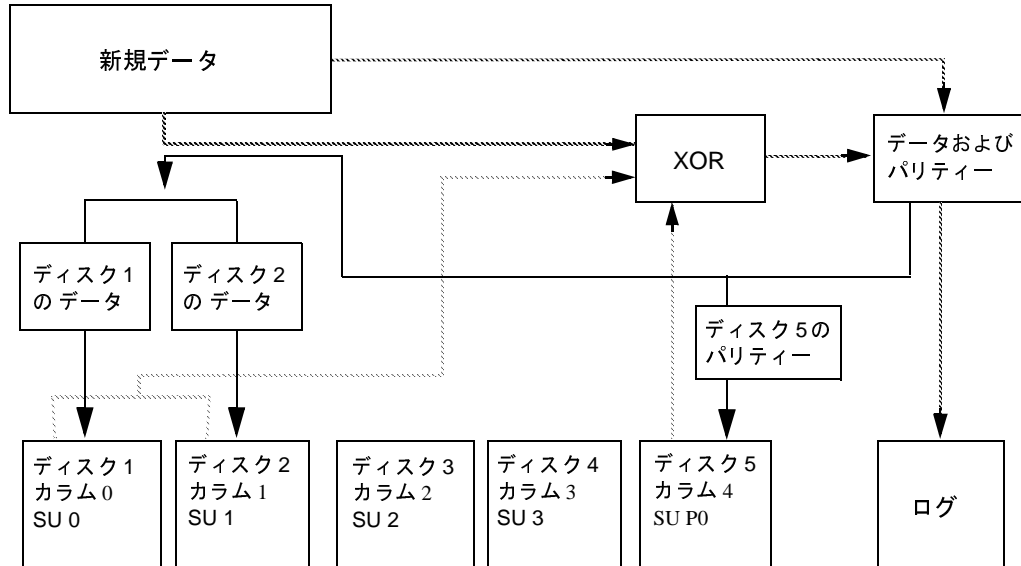 新規データ
XOR
データおよび
パリティー
ディスク1
のデータ
ディスク2
のデータ
ディスク5の
パリティー
ディスク1
カラム0
SU 0
ディスク2
カラム1
SU 1
ディスク3
カラム2
SU 2
ディスク4
カラム3
SU 3
ディスク5
カラム4
SU P0
ログ